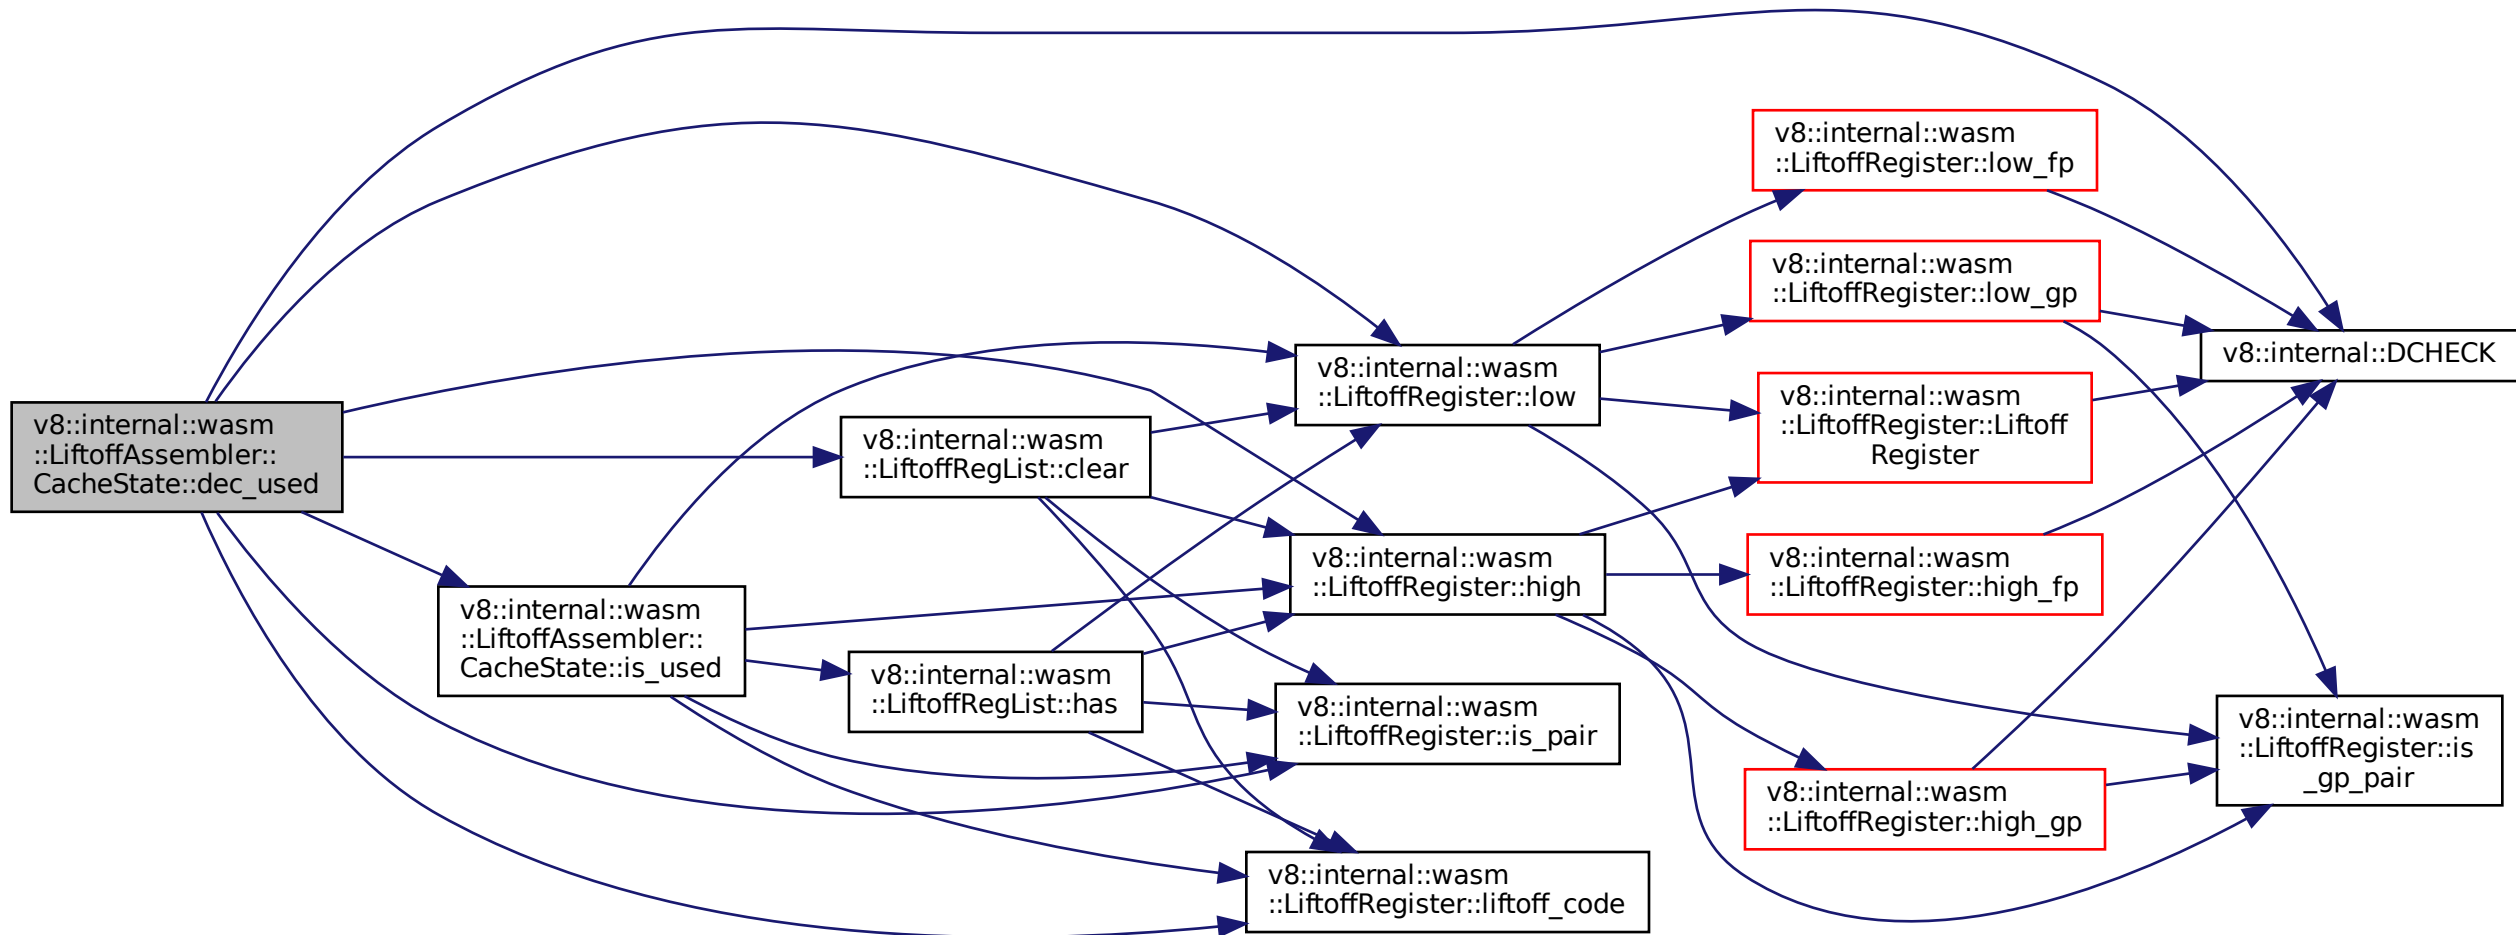 v8::internal::wasm
::LiftoffAssembler::
CacheState::dec_used
v8::internal::wasm
::LiftoffAssembler::
CacheState::is_used
v8::internal::wasm
::LiftoffRegList::clear
v8::internal::wasm
::LiftoffRegList::has
v8::internal::wasm
::LiftoffRegister::low
v8::internal::wasm
::LiftoffRegister::high
v8::internal::wasm
::LiftoffRegister::is_pair
v8::internal::wasm
::LiftoffRegister::liftoff_code
v8::internal::wasm
::LiftoffRegister::low_fp
v8::internal::wasm
::LiftoffRegister::low_gp
v8::internal::wasm
::LiftoffRegister::Liftoff
Register
v8::internal::wasm
::LiftoffRegister::high_fp
v8::internal::wasm
::LiftoffRegister::high_gp
v8::internal::DCHECK
v8::internal::wasm
::LiftoffRegister::is
_gp_pair